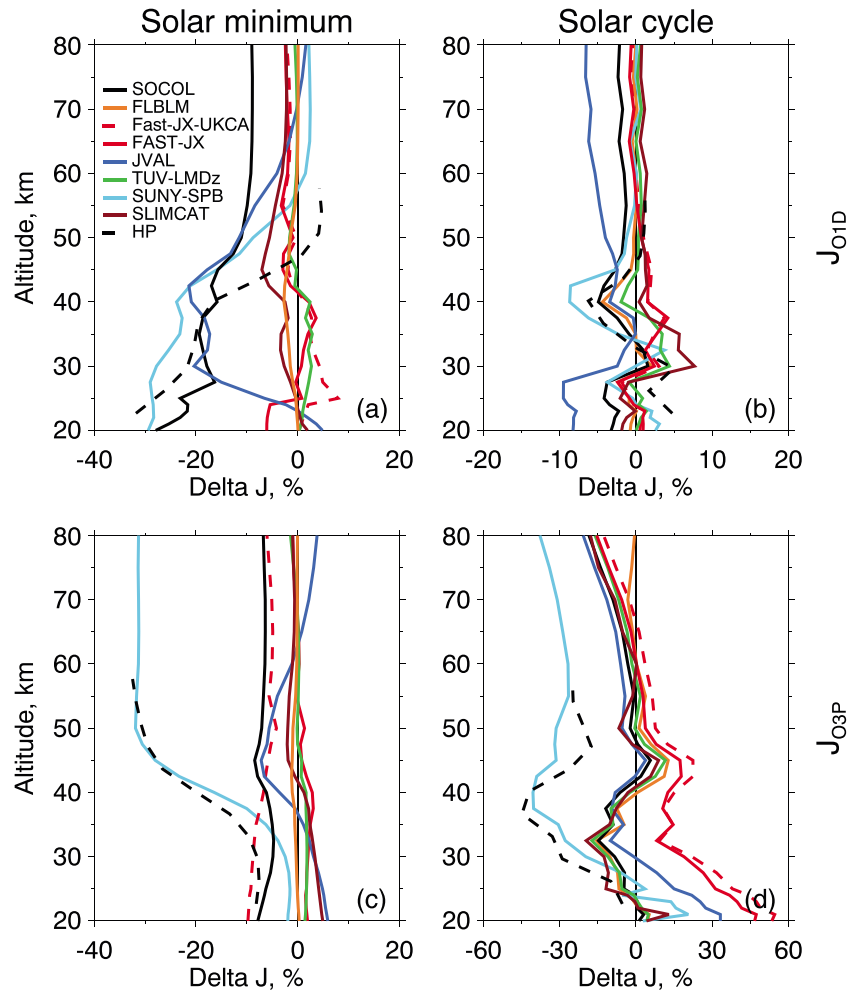 Solar minimum
Solar cycle
80
70
60
50
40
30
20
Altitude, km
SOCOL
FLBLM
Fast-JX-UKCA
FAST-JX
JVAL
TUV-LMDz
SUNY-SPB
SLIMCAT
HP
(a)
-40 -20 0 20
Delta J, %
80
70
60
50
40
30
20
(b)
-20 -10 0 10 20
Delta J, %
JO1D
80
70
60
50
40
30
20
Altitude, km
(c)
-40 -20 0 20
Delta J, %
80
70
60
50
40
30
20
(d)
-60 -30 0 30 60
Delta J, %
JO3P